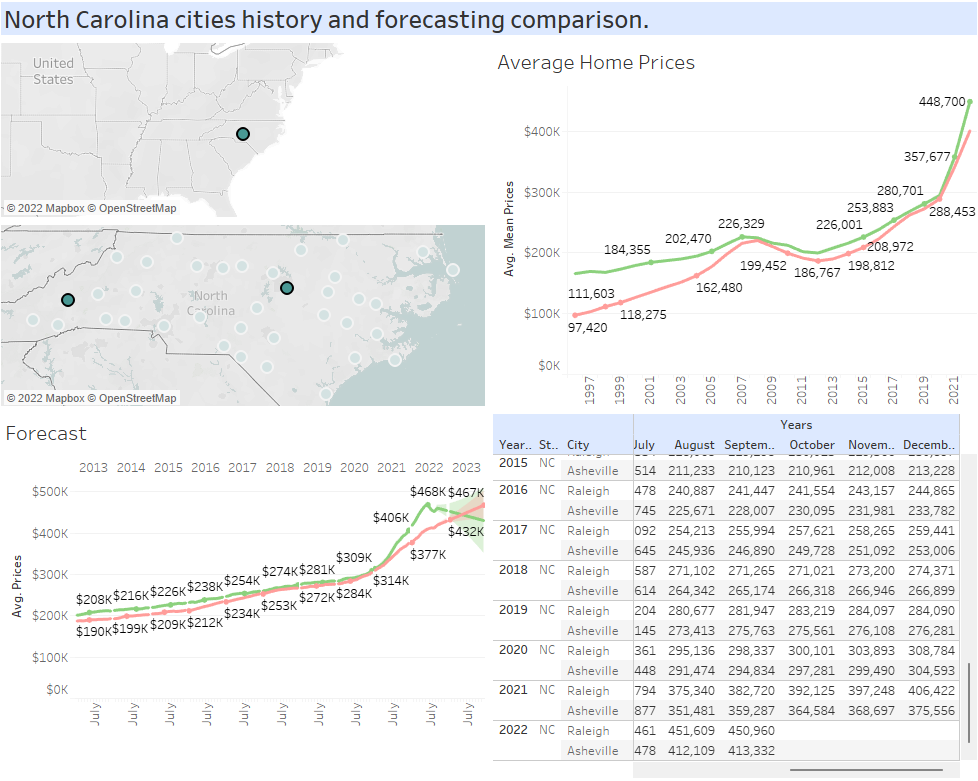 North Carolina cities history and forecasting comparison.
United
States
© 2022 Mapbox © OpenStreetMap
North
Carolina
© 2022 Mapbox © OpenStreetMap
Average Home Prices
Avg. Mean Prices
$400K
$300K
$200K
$100K
$0K
448,700
357,677
280,701
253,883
288,453
226,329
226,001
202,470
208,972
184,355
199,452
186,767
198,812
162,480
111,603
118,275
97,420
1997
1999
2001
2003
2005
2007
2009
2011
2013
2015
2017
2019
2021
Forecast
2013 2014 2015 2016 2017 2018 2019 2020 2021 2022 2023
Avg. Prices
$500K
$400K
$300K
$200K
$100K
$0K
$468K $467K
$406K
$432K
$377K
$309K
$314K
$208K $216K $226K $238K $254K $274K $281K
$190K $199K $209K $212K $234K $253K $272K $284K
July July July July July July July July July July July
Years
Year.. St.. City July August Septem.. October Novem.. Decemb..
2015 NC
Asheville 514 211,233 210,123 210,961 212,008 213,228
2016 NC Raleigh 478 240,887 241,447 241,554 243,157 244,865
Asheville 745 225,671 228,007 230,095 231,981 233,782
2017 NC Raleigh 092 254,213 255,994 257,621 258,265 259,441
Asheville 645 245,936 246,890 249,728 251,092 253,006
2018 NC Raleigh 587 271,102 271,265 271,021 273,200 274,371
Asheville 614 264,342 265,174 266,318 266,946 266,899
2019 NC Raleigh 204 280,677 281,947 283,219 284,097 284,090
Asheville 145 273,413 275,763 275,561 276,108 276,281
2020 NC Raleigh 361 295,136 298,337 300,101 303,893 308,784
Asheville 448 291,474 294,834 297,281 299,490 304,593
2021 NC Raleigh 794 375,340 382,720 392,125 397,248 406,422
Asheville 877 351,481 359,287 364,584 368,697 375,556
2022 NC Raleigh 461 451,609 450,960
Asheville 478 412,109 413,332